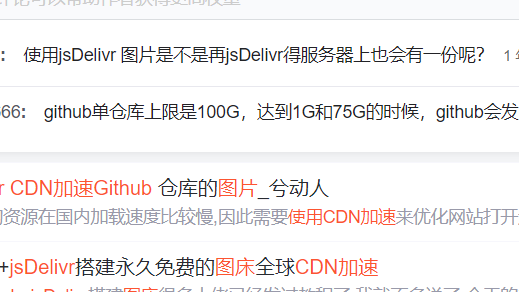 使用jsDelivr 图片是不是再jsDelivr得服务器上也会有一份呢? 1
666: github单仓库上限是100G，达到1G和75G的时候，github会发
r CDN加速Github 仓库的图片_兮动人
资源在国内加载速度比较慢,因此需要使用CDN加速来优化网站打开
+jsDelivr搭建永久免费的图床全球CDN加速